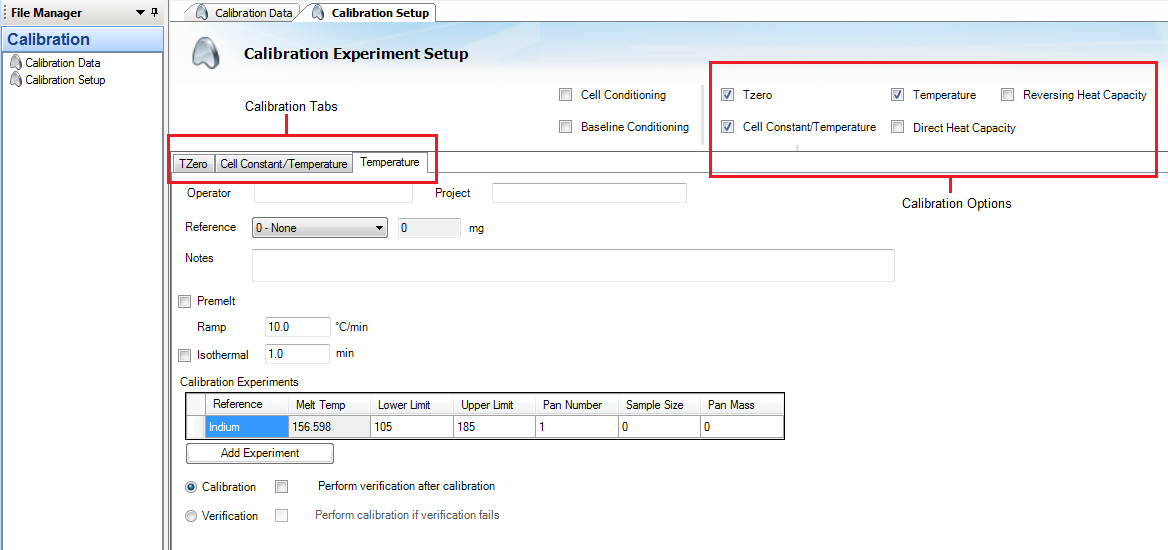 File Manager
Calibration
Calibration Data
Calibration Setup
Calibration Data Calibration Setup
Calibration Experiment Setup
Calibration Tabs
Cell Conditioning
Baseline Conditioning
Tzero Temperature Reversing Heat Capacity
Cell Constant/Temperature Direct Heat Capacity
Calibration Options
TZero Cell Constant/Temperature Temperature
Operator Project
Reference 0 - None 0 mg
Notes
Premelt
Ramp 10.0 °C/min
Isothermal 1.0 min
Calibration Experiments
Reference Melt Temp Lower Limit Upper Limit Pan Number Sample Size Pan Mass
Indium 156.598 105 185 1 0 0
Add Experiment
Calibration Perform verification after calibration
Verification Perform calibration if verification fails